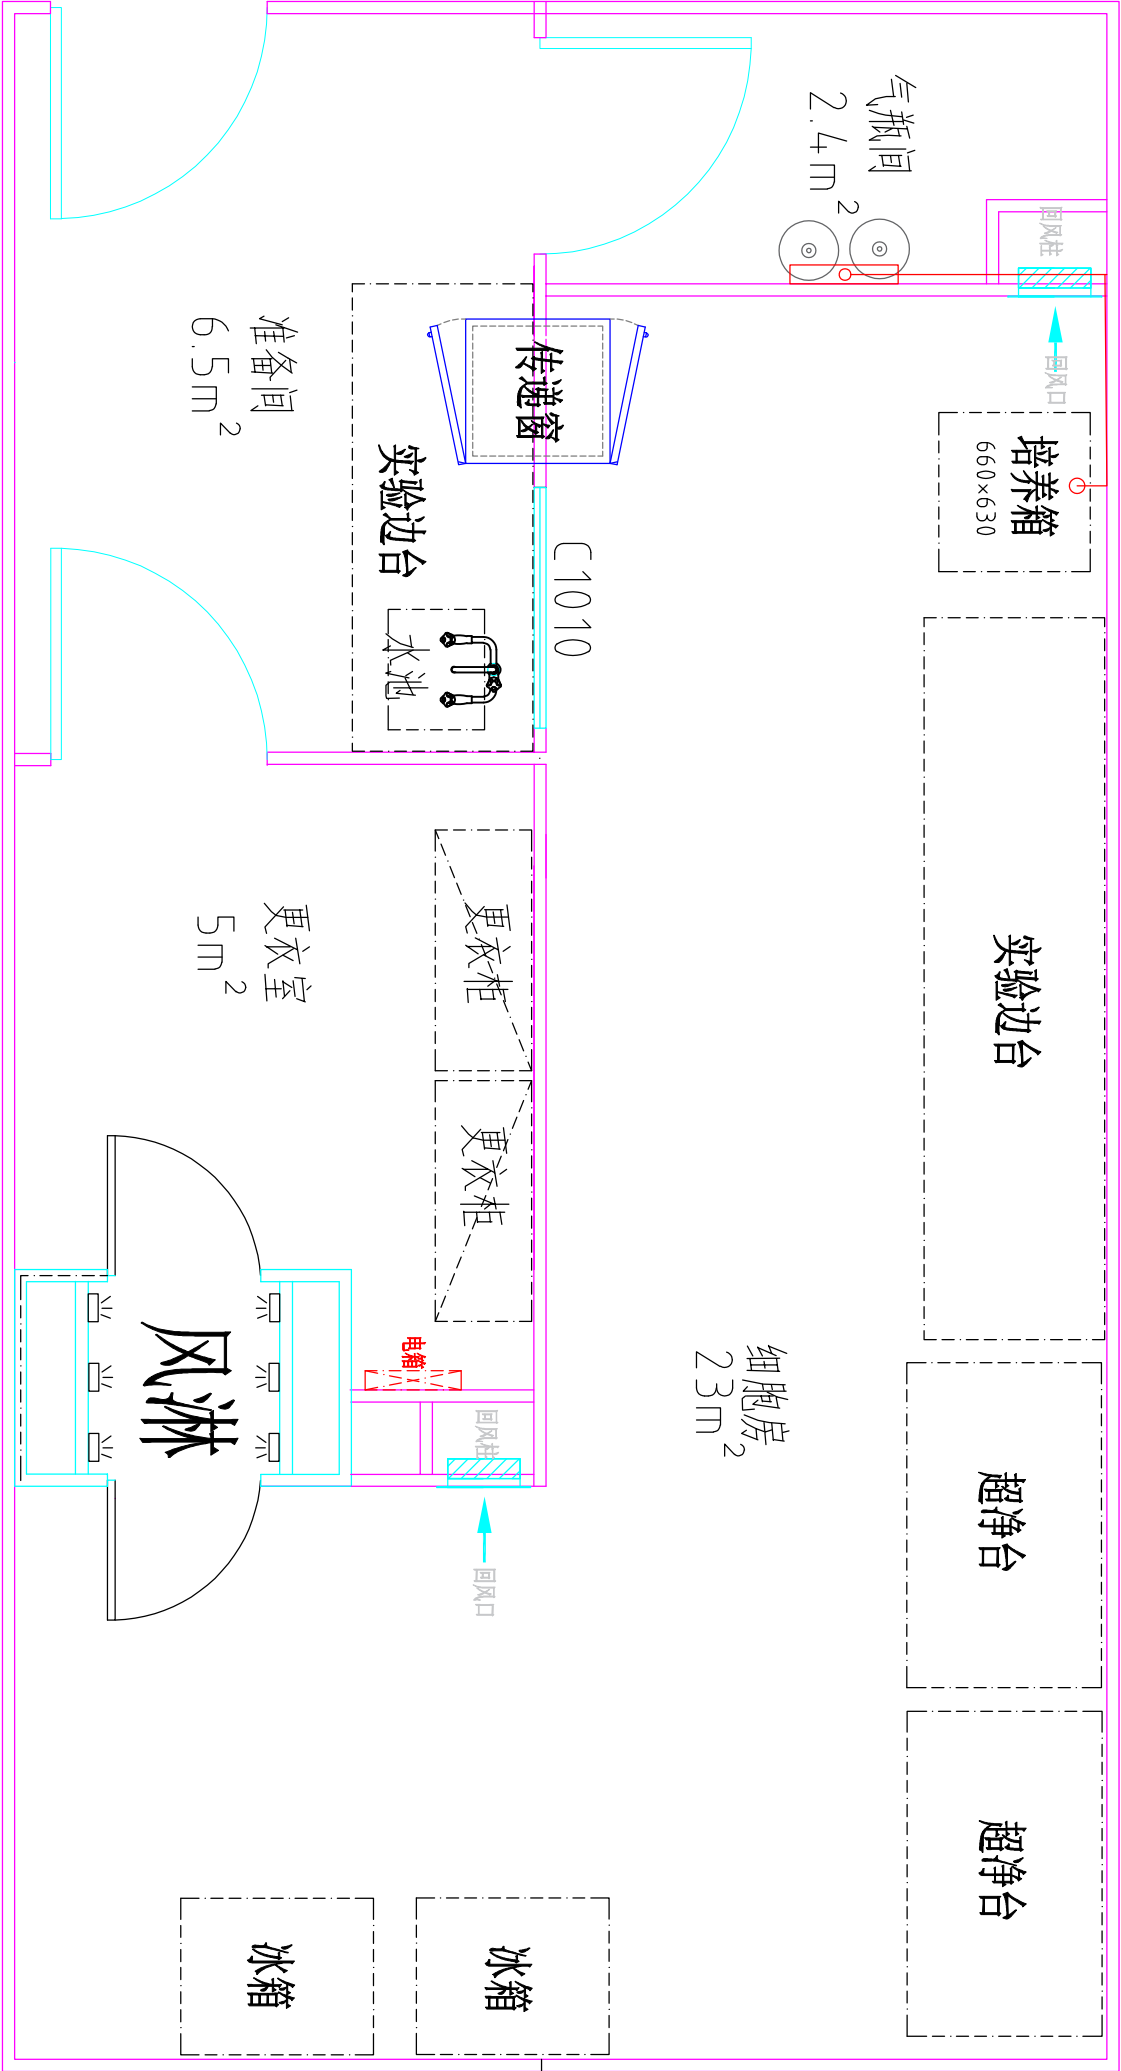 气瓶间
2.4m²
回风柱
回风口
培养箱
660×630
准备间
6.5m²
传递窗
实验边台
水池
C1010
实验边台
更衣室
5m²
更衣柜
更衣柜
风淋
电箱
回风柱
回风口
细胞房
23m²
超净台
超净台
冰箱
冰箱